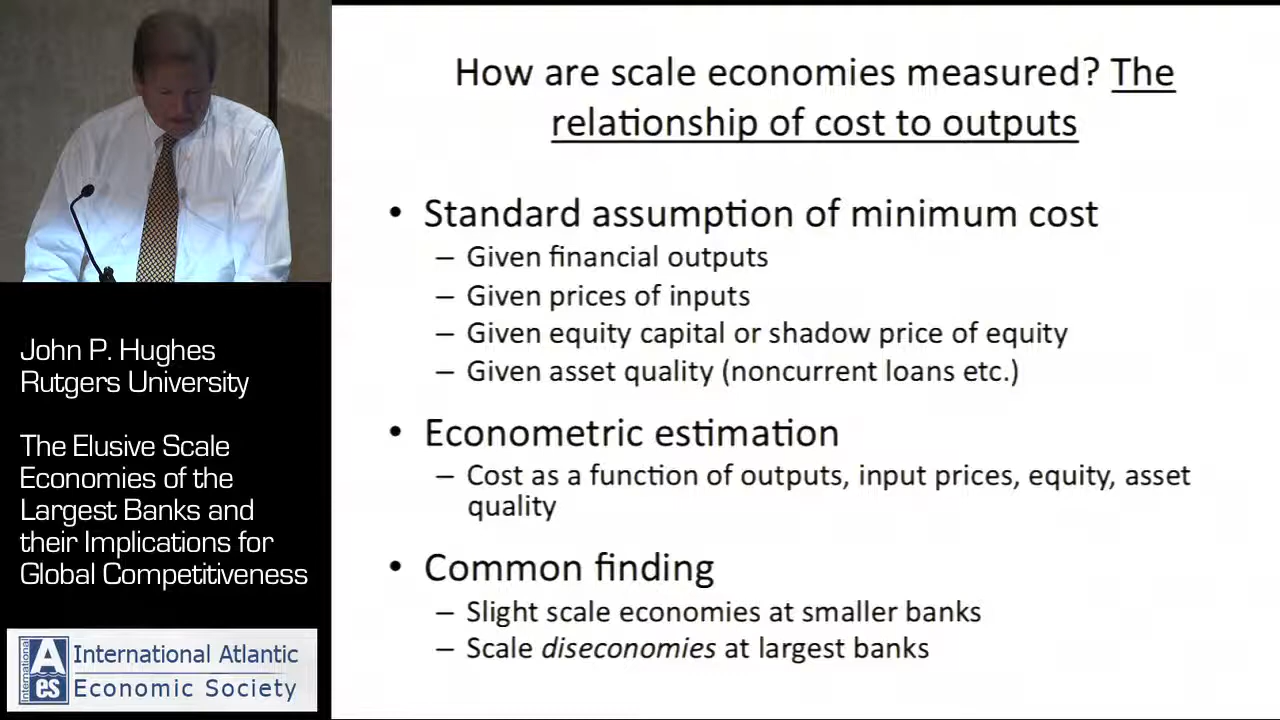 How are scale economies measured? The
relationship of cost to outputs
• Standard assumption of minimum cost
– Given financial outputs
– Given prices of inputs
– Given equity capital or shadow price of equity
– Given asset quality (noncurrent loans etc.)
• Econometric estimation
– Cost as a function of outputs, input prices, equity, asset
quality
• Common finding
– Slight scale economies at smaller banks
– Scale diseconomies at largest banks
John P. Hughes
Rutgers University
The Elusive Scale
Economies of the
Largest Banks and
their Implications for
Global Competitiveness
International
Aes
International Atlantic
Economic Society